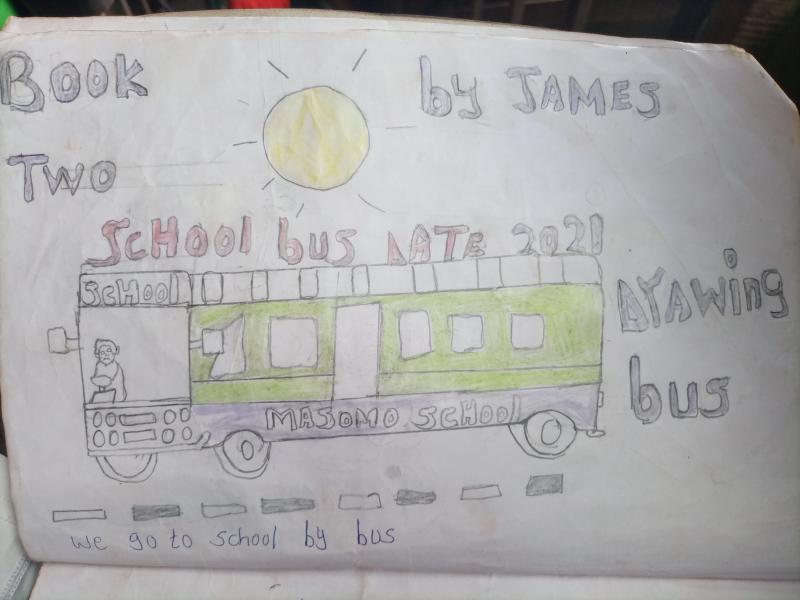 Book
Two
by JAMES
ScHool bus DATE 2021
ScHool
MASOMO SCHOOL
DrAwing
bus
we go to school by bus